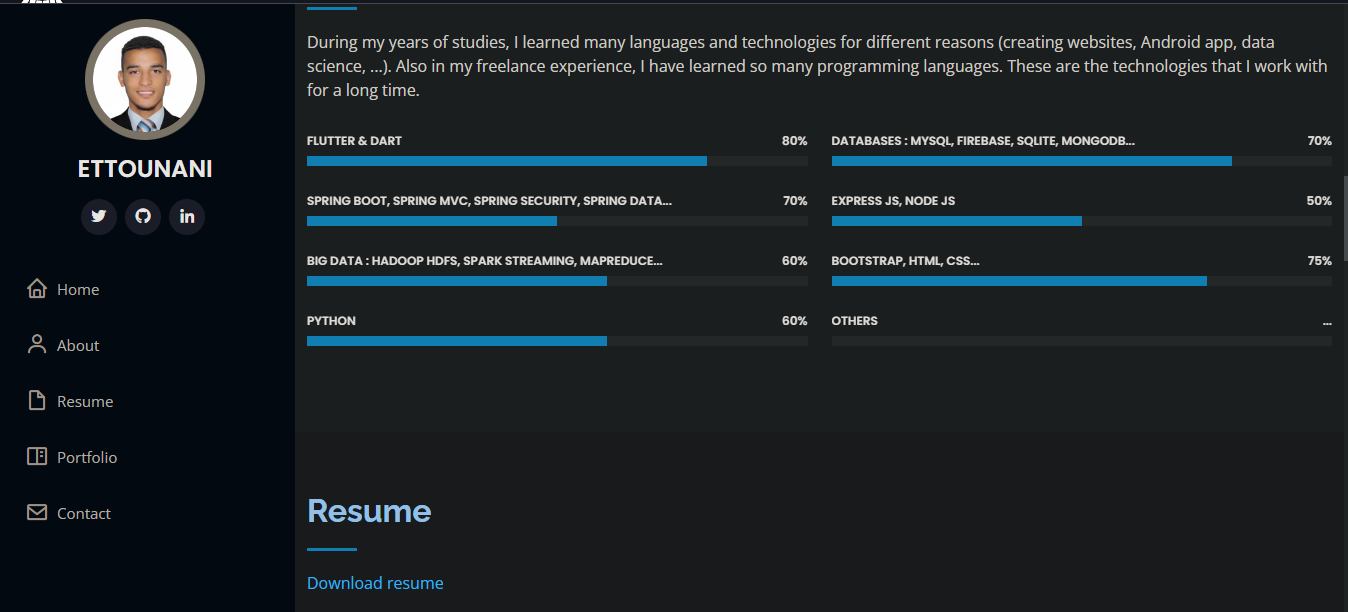 ETTOUNANI
in
Home
About
Resume
Portfolio
Contact
During my years of studies, I learned many languages and technologies for different reasons (creating websites, Android app, data
science, ...). Also in my freelance experience, I have learned so many programming languages. These are the technologies that I work with
for a long time.
FLUTTER & DART 80%
DATABASES : MYSQL, FIREBASE, SQLITE, MONGODB... 70%
SPRING BOOT, SPRING MVC, SPRING SECURITY, SPRING DATA... 70%
EXPRESS JS, NODE JS 50%
BIG DATA : HADOOP HDFS, SPARK STREAMING, MAPREDUCE... 60%
BOOTSTRAP, HTML, CSS... 75%
PYTHON 60%
OTHERS ...
Resume
Download resume